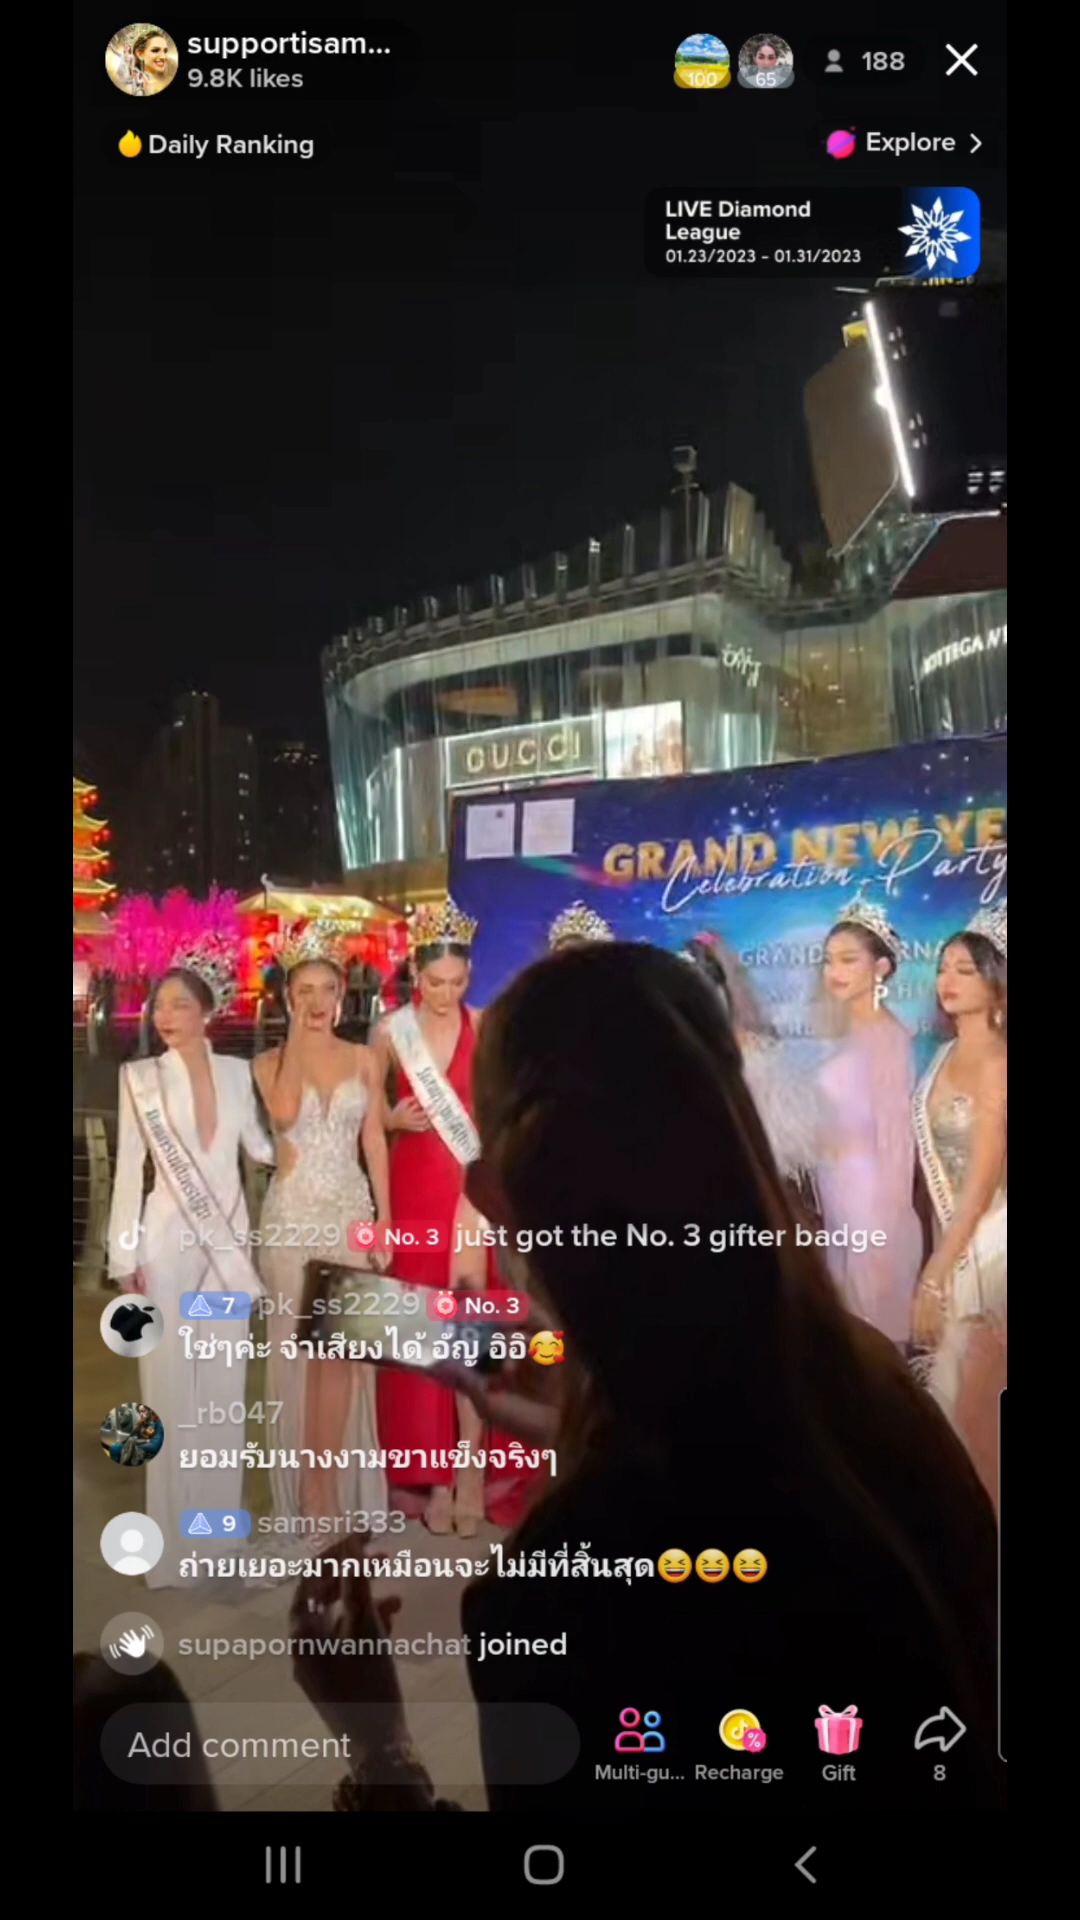 supportisam...
9.8K likes
100
65
188
Daily Ranking
Explore
LIVE Diamond
League
01.23/2023 - 01.31/2023
BOTTEGA
GUCCI
GRAND NEW YE
Celebration Party
GRAND
pk_ss2229 No. 3 just got the No. 3 gifter badge
7 pk_ss2229 No. 3
ใช่ๆค่ะ จำเสียงได้ อัญ อิอิ🥰
_rb047
ยอมรับนางงามขาแข็งจริงๆ
9 samsri333
ถ่ายเยอะมากเหมือนจะไม่มีที่สิ้นสุด😆😆😆
supapornwannachat joined
Add comment
Multi-gu...
Recharge
Gift
8